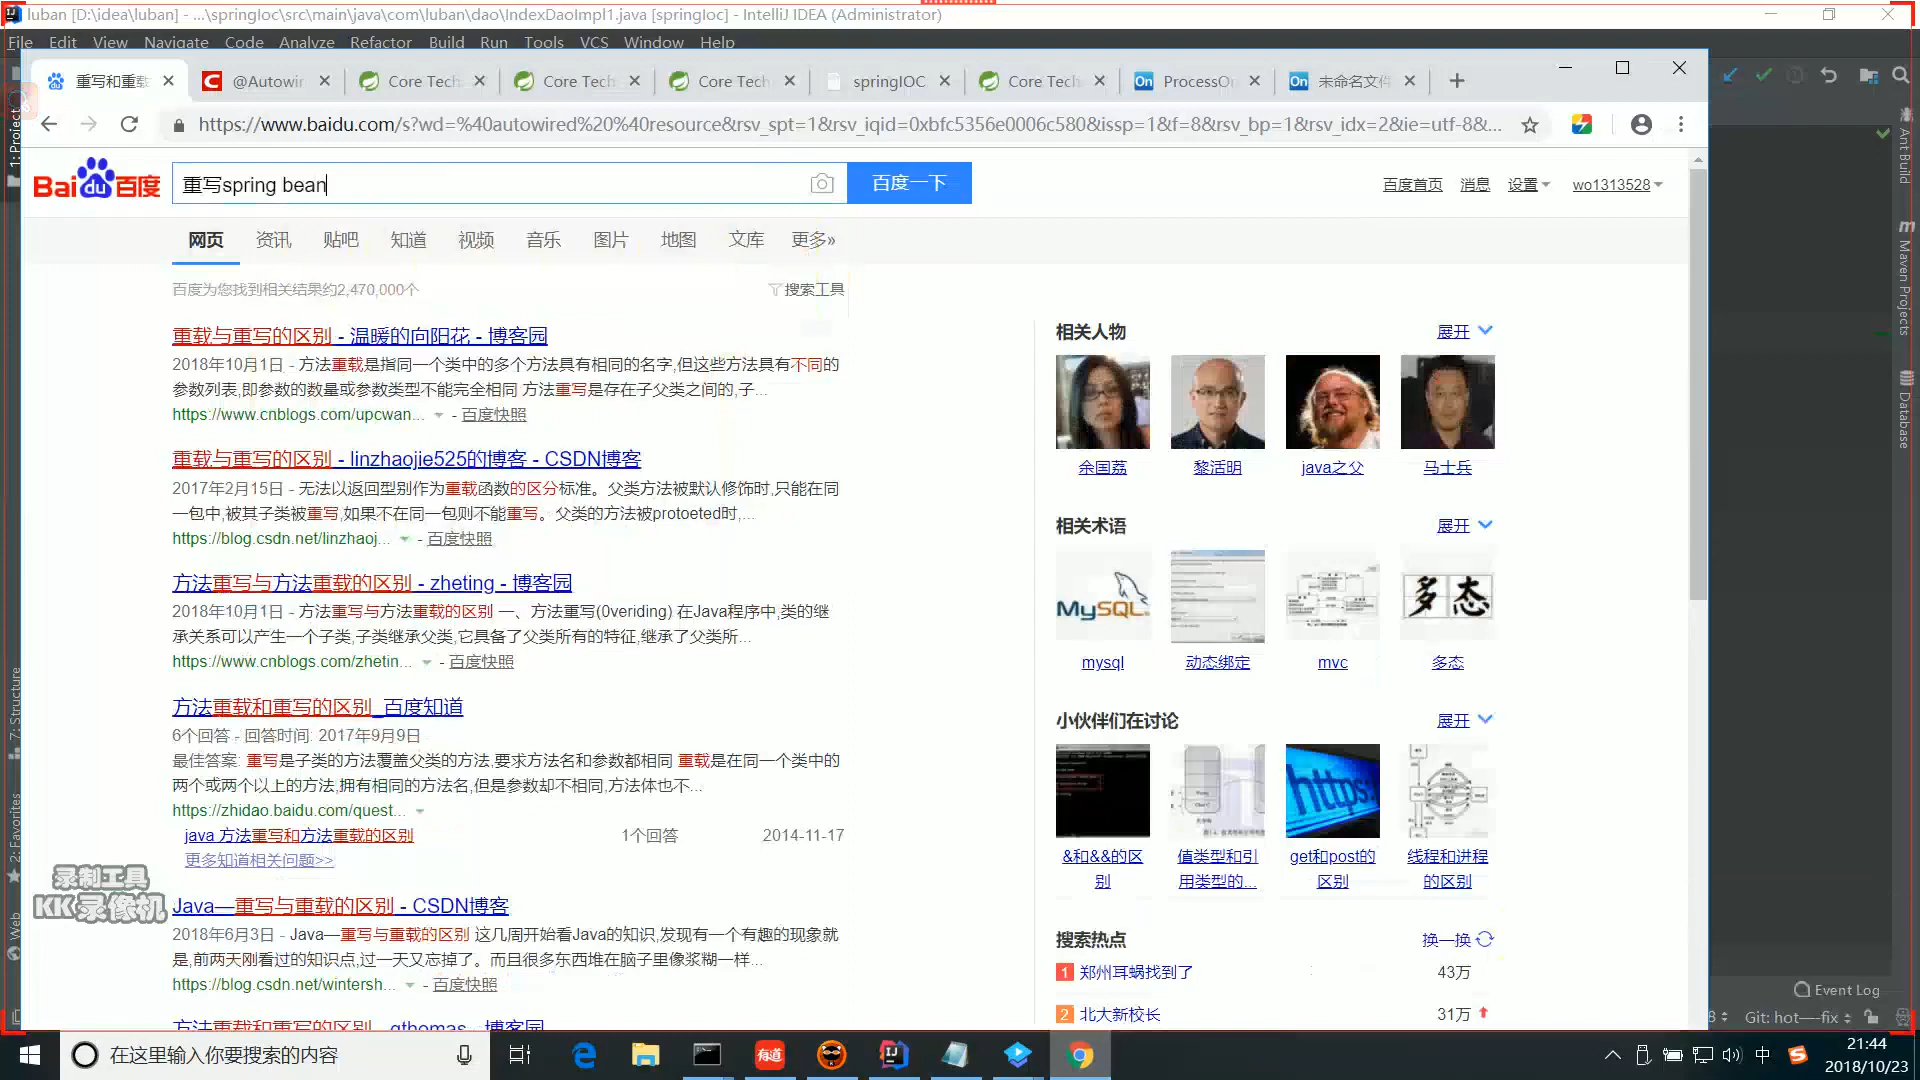 luban [D:\idea\luban] - ...\springIoc\src\main\java\com\luban\dao\IndexDaoImpl1.java [springIoc] - IntelliJ IDEA (Administrator)
File Edit View Navigate Code Analyze Refactor Build Run Tools VCS Window Help
重写和重载 @Autowir Core Tech Core Tech Core Tech springIOC Core Tech ProcessOn 未命名文件
https://www.baidu.com/s?wd=%40autowired%20%40resource&rsv_spt=1&rsv_iqid=0xbfc5356e0006c580&issp=1&f=8&rsv_bp=1&rsv_idx=2&ie=utf-8&...
Bai du 百度 重写spring bean 百度一下 百度首页 消息 设置 wo1313528
网页 资讯 贴吧 知道 视频 音乐 图片 地图 文库 更多»
百度为您找到相关结果约2,470,000个 搜索工具
重载与重写的区别 - 温暖的向阳花 - 博客园
2018年10月1日 - 方法重载是指同一个类中的多个方法具有相同的名字,但这些方法具有不同的
参数列表,即参数的数量或参数类型不能完全相同 方法重写是存在子父类之间的,子...
https://www.cnblogs.com/upcwan... - 百度快照
重载与重写的区别 - linzhaojie525的博客 - CSDN博客
2017年2月15日 - 无法以返回型别作为重载函数的区分标准。父类方法被默认修饰时,只能在同
一包中,被其子类被重写,如果不在同一包则不能重写。父类的方法被protoeted时,...
https://blog.csdn.net/linzhaoj... - 百度快照
方法重写与方法重载的区别 - zheting - 博客园
2018年10月1日 - 方法重写与方法重载的区别 一、方法重写(0veriding) 在Java程序中,类的继
承关系可以产生一个子类,子类继承父类,它具备了父类所有的特征,继承了父类所...
https://www.cnblogs.com/zhetin... - 百度快照
方法重载和重写的区别_百度知道
6个回答 - 回答时间: 2017年9月9日
最佳答案: 重写是子类的方法覆盖父类的方法,要求方法名和参数都相同 重载是在同一个类中的
两个或两个以上的方法,拥有相同的方法名,但是参数却不相同,方法体也不...
https://zhidao.baidu.com/quest...
java 方法重写和方法重载的区别 1个回答 2014-11-17
更多知道相关问题>>
Java—重写与重载的区别 - CSDN博客
2018年6月3日 - Java—重写与重载的区别 这几周开始看Java的知识,发现有一个有趣的现象就
是,前两天刚看过的知识点,过一天又忘掉了。而且很多东西堆在脑子里像浆糊一样...
https://blog.csdn.net/wintersh... - 百度快照
方法重载和重写的区别 - qthomas - 博客园
相关人物 展开
余国荔 黎活明 java之父 马士兵
相关术语 展开
MySQL 多态
mysql 动态绑定 mvc 多态
小伙伴们在讨论 展开
https:
&和&&的区别 值类型和引用类型的... get和post的区别 线程和进程的区别
搜索热点 换一换
1 郑州耳蜗找到了 43万
2 北大新校长 31万
1: Project
7: Structure
2: Favorites
Web
Ant Build
Maven Projects
Database
录制工具
KK录像机
Event Log
Git: hot—-fix
在这里输入你要搜索的内容
有道
中
21:44
2018/10/23